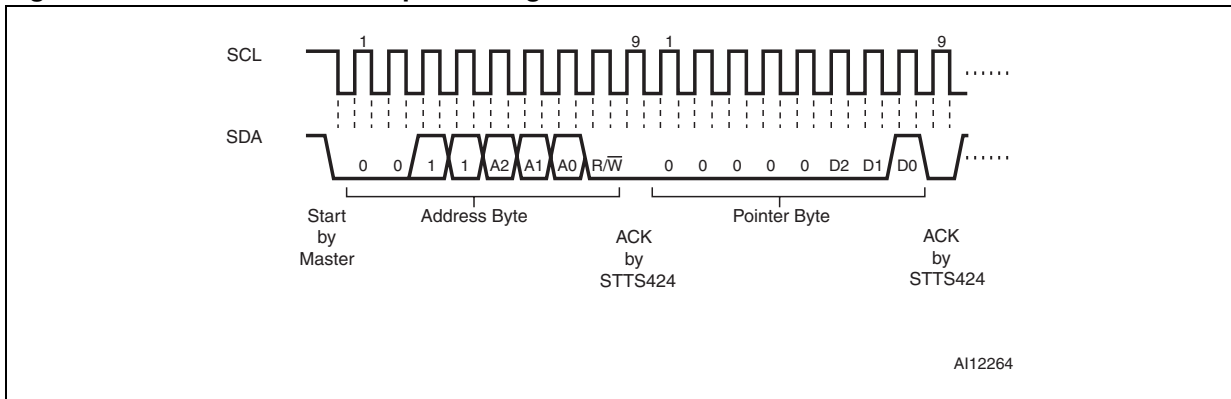 SCL 1 9 1 9
SDA
0 0 1 1 A2 A1 A0 R/W̅ 0 0 0 0 0 D2 D1 D0
Address Byte Pointer Byte
Start by Master
ACK by STTS424
ACK by STTS424
AI12264